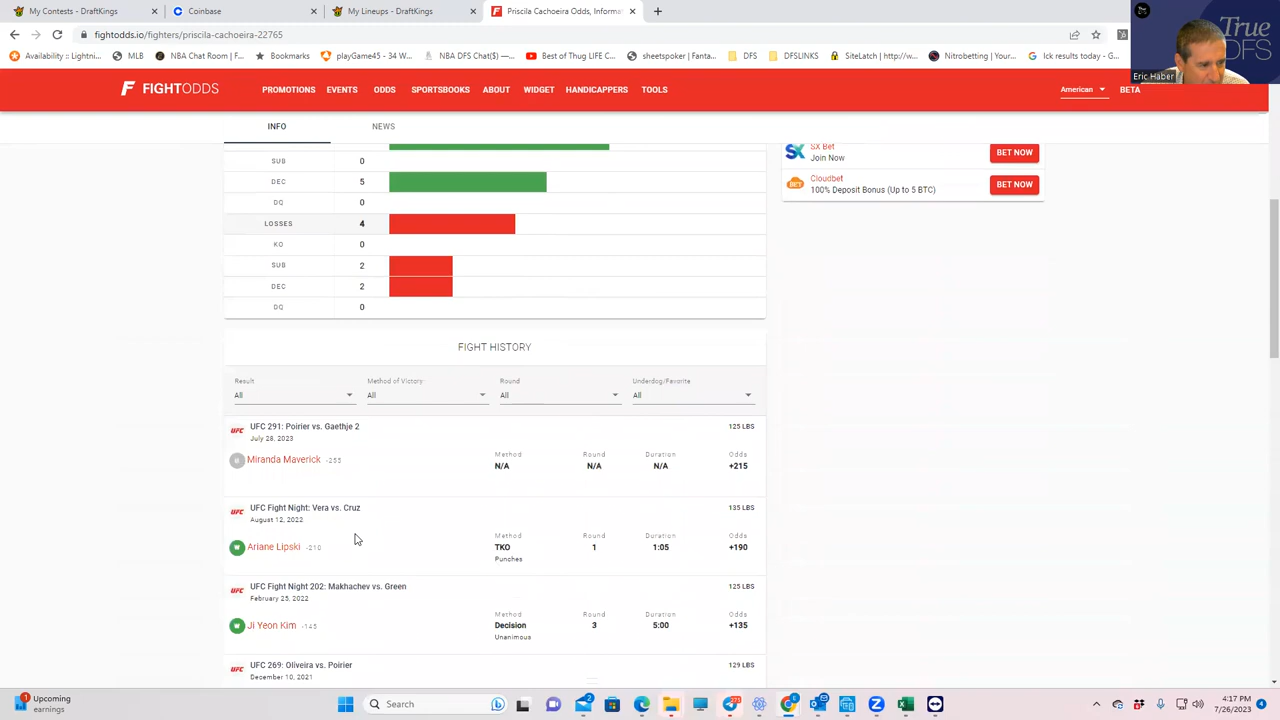 My Contests - DraftKings
Coinbase
My Lineups - DraftKings
Priscila Cachoeira Odds, Informat
fightodds.io/fighters/priscila-cachoeira-22765
Availability :: Lightni...
MLB
NBA Chat Room (
Bookmarks
playGame45 - 34 W...
NBA DFS Chat($) —...
Best of Thug LIFE C...
sheetspoker | Fanta...
DFS
DFSLINKS
SiteLatch | http://w...
Nitrobetting | Your...
Ick results today - G...
True
DFS
Eric Haber
FIGHTODDS
PROMOTIONS
EVENTS
ODDS
SPORTSBOOKS
ABOUT
WIDGET
HANDICAPPERS
TOOLS
American
BETA
INFO
NEWS
SX Bet
Join Now
BET NOW
Cloudbet
100% Deposit Bonus (Up to 5 BTC)
BET NOW
SUB 0
DEC 5
DQ 0
LOSSES 4
KO 0
SUB 2
DEC 2
DQ 0
FIGHT HISTORY
Result
Method of Victory
Round
Underdog/Favorite
All
All
All
All
UFC 291: Poirier vs. Gaethje 2
125 LBS
July 28, 2023
Miranda Maverick -255
Method Round Duration Odds
N/A N/A N/A +215
UFC Fight Night: Vera vs. Cruz
135 LBS
August 12, 2022
Ariane Lipski -210
Method Round Duration Odds
TKO 1 1:05 +190
Punches
UFC Fight Night 202: Makhachev vs. Green
125 LBS
February 25, 2022
Ji Yeon Kim -145
Method Round Duration Odds
Decision 3 5:00 +135
Unanimous
UFC 269: Oliveira vs. Poirier
129 LBS
December 10, 2021
Upcoming
earnings
Search
4:17 PM
7/26/2023